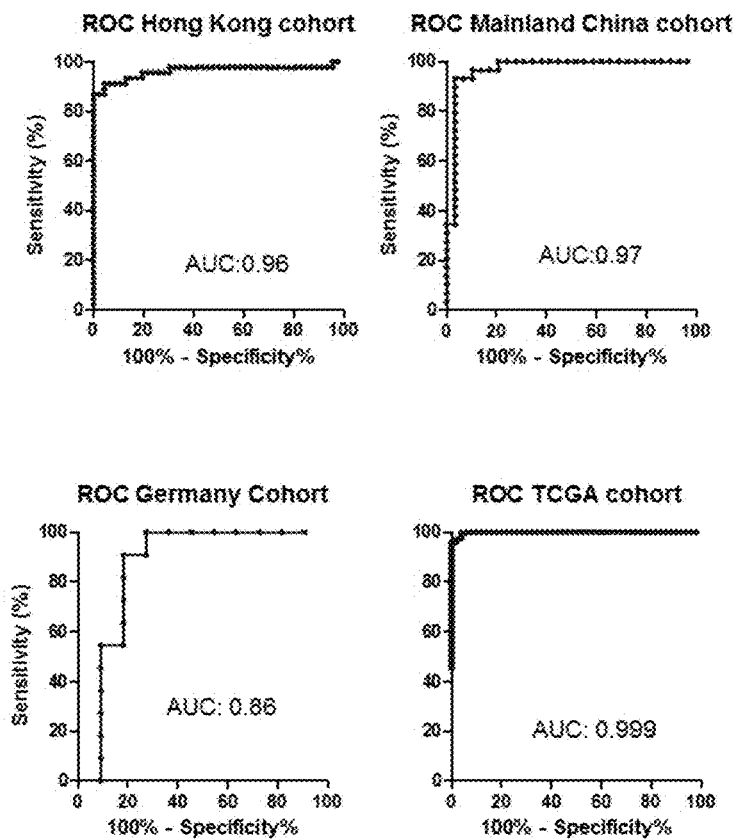 ROC Hong Kong cohort
Sensitivity (%)
100
80
60
40
20
0
AUC:0.96
0 20 40 60 80 100
100% - Specificity%
ROC Mainland China cohort
Sensitivity (%)
100
80
60
40
20
0
AUC:0.97
0 20 40 60 80 100
100% - Specificity%
ROC Germany Cohort
Sensitivity (%)
100
80
60
40
20
0
AUC: 0.86
0 20 40 60 80 100
100% - Specificity%
ROC TCGA cohort
100
80
60
40
20
0
AUC: 0.999
0 20 40 60 80 100
100% - Specificity%